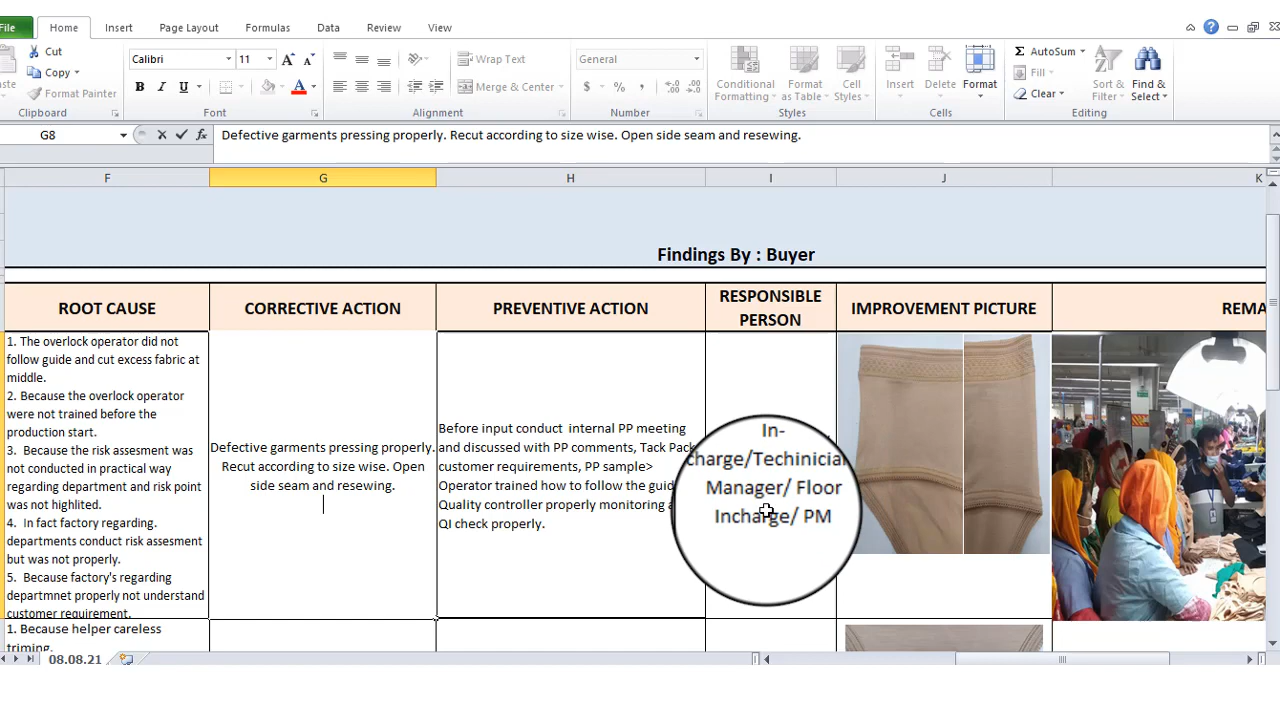 File Home Insert Page Layout Formulas Data Review View
Cut
Copy
Format Painter
Clipboard
Calibri 11
B I U
Font
Wrap Text
Merge & Center
Alignment
General
$ % ,
Number
Conditional Formatting
Format as Table
Cell Styles
Styles
Insert Delete Format
Cells
AutoSum
Fill
Clear
Sort & Filter
Find & Select
Editing
G8 fx Defective garments pressing properly. Recut according to size wise. Open side seam and resewing.
F G H I J K
Findings By : Buyer
ROOT CAUSE
CORRECTIVE ACTION
PREVENTIVE ACTION
RESPONSIBLE
PERSON
IMPROVEMENT PICTURE
REMA
1. The overlock operator did not
follow guide and cut excess fabric at
middle.
2. Because the overlock operator
were not trained before the
production start.
3. Because the risk assesment was
not conducted in practical way
regarding department and risk point
was not highlited.
4. In fact factory regarding.
departments conduct risk assesment
but was not properly.
5. Because factory's regarding
departmnet properly not understand
customer requirement.
Defective garments pressing properly.
Recut according to size wise. Open
side seam and resewing.
Before input conduct internal PP meeting
and discussed with PP comments, Tack Pack
customer requirements, PP sample>
Operator trained how to follow the guid
Quality controller properly monitoring
QI check properly.
In-
charge/Techinician
Manager/ Floor
Incharge/ PM
1. Because helper careless
triming.
08.08.21